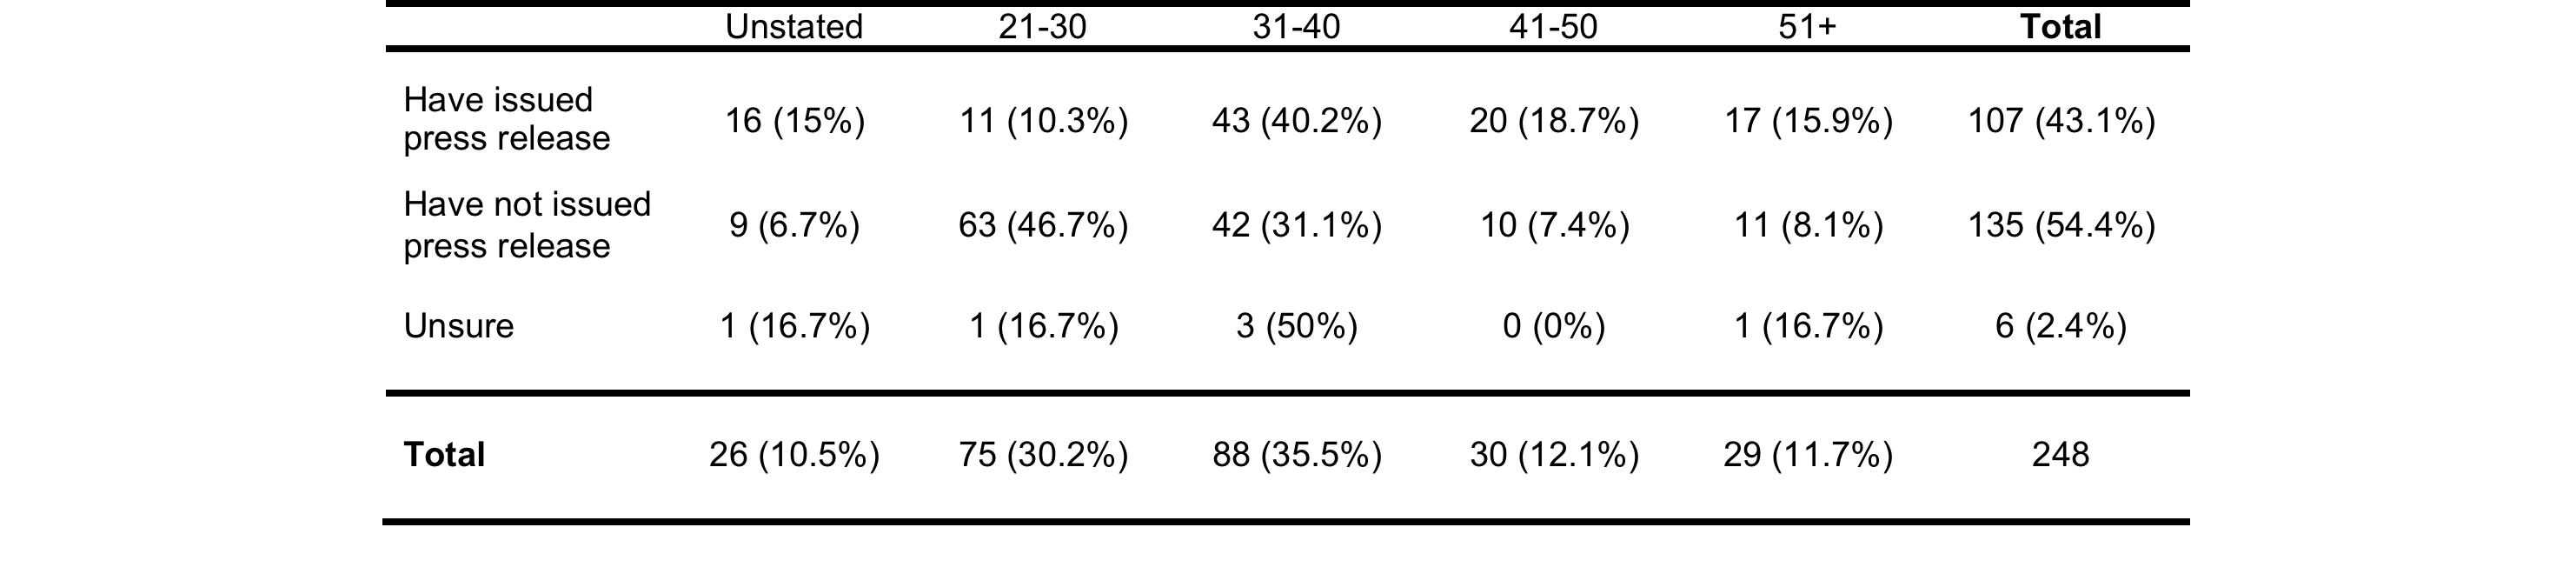 Unstated 21-30 31-40 41-50 51+ Total
Have issued
press release
16 (15%) 11 (10.3%) 43 (40.2%) 20 (18.7%) 17 (15.9%) 107 (43.1%)
Have not issued
press release
9 (6.7%) 63 (46.7%) 42 (31.1%) 10 (7.4%) 11 (8.1%) 135 (54.4%)
Unsure 1 (16.7%) 1 (16.7%) 3 (50%) 0 (0%) 1 (16.7%) 6 (2.4%)
Total 26 (10.5%) 75 (30.2%) 88 (35.5%) 30 (12.1%) 29 (11.7%) 248